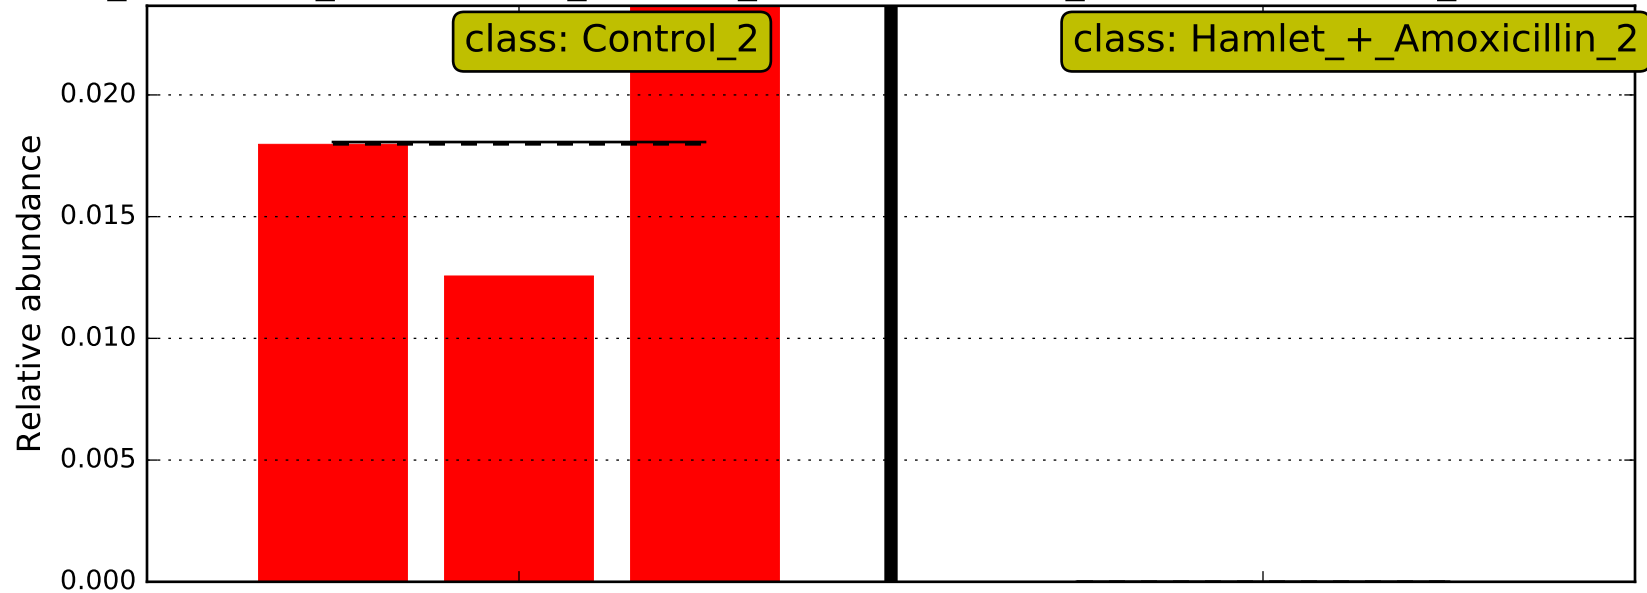 class: Control_2
class: Hamlet_+_Amoxicillin_2
0.020
0.015
0.010
0.005
0.000
Relative abundance